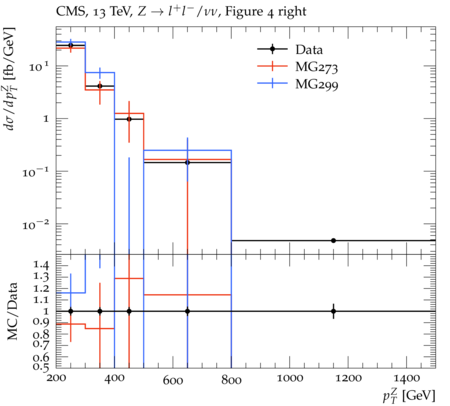 CMS, 13 TeV, Z → l⁺l⁻/νν, Figure 4 right
dσ/dp_T^Z [fb/GeV]
10¹
1
10⁻¹
10⁻²
Data
MG273
MG299
MC/Data
1.4
1.3
1.2
1.1
1
0.9
0.8
0.7
0.6
0.5
200 400 600 800 1000 1200 1400
p_T^Z [GeV]